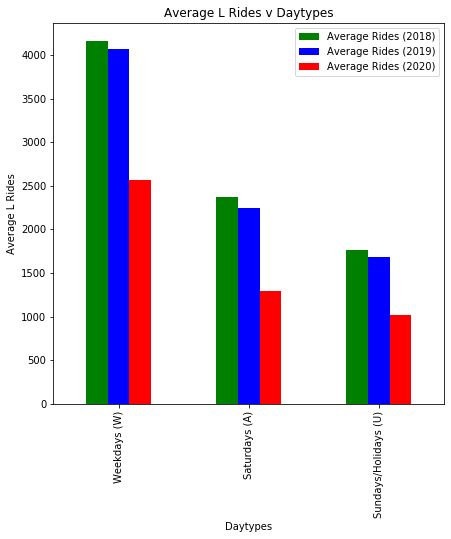 Average L Rides v Daytypes
Average Rides (2018)
Average Rides (2019)
Average Rides (2020)
Average L Rides
4000
3500
3000
2500
2000
1500
1000
500
0
Weekdays (W)
Saturdays (A)
Sundays/Holidays (U)
Daytypes